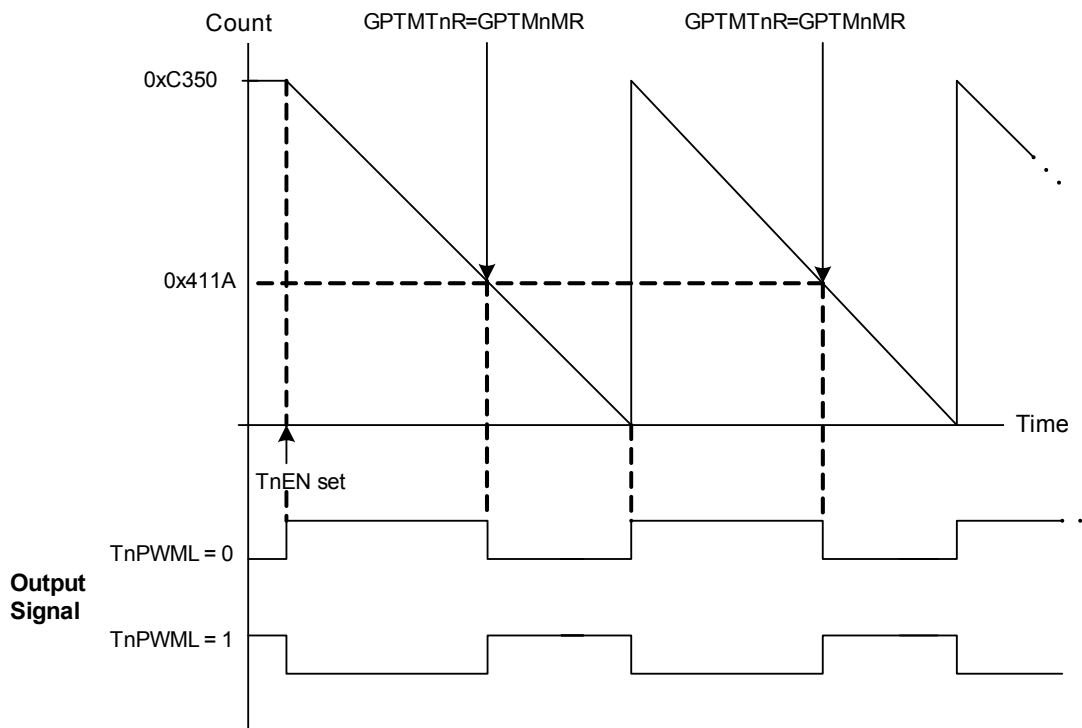 Count
GPTMTnR=GPTMnMR
GPTMTnR=GPTMnMR
0xC350
0x411A
Time
TnEN set
TnPWML = 0
Output
Signal
TnPWML = 1